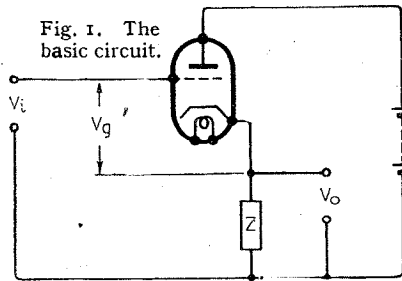 Fig. 1. The
basic circuit.
Vi
Vg
Vo
Z